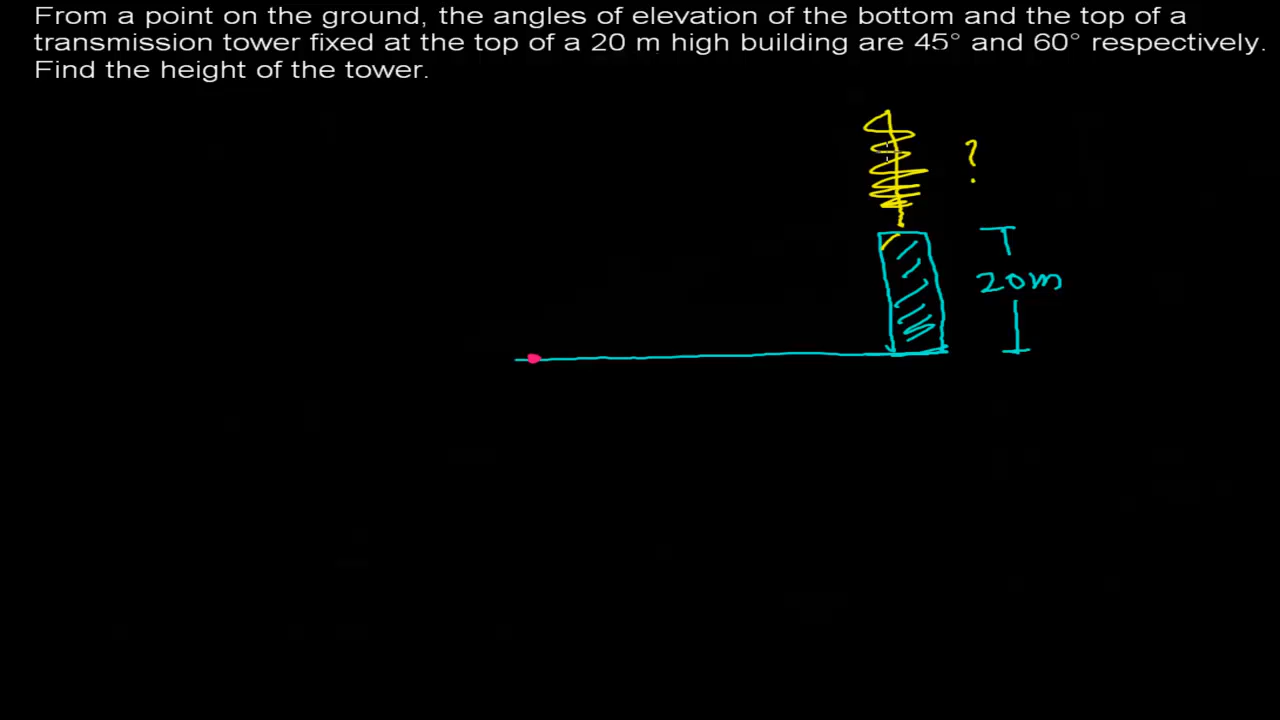 From a point on the ground, the angles of elevation of the bottom and the top of a
transmission tower fixed at the top of a 20 m high building are 45° and 60° respectively.
Find the height of the tower.
?
20m